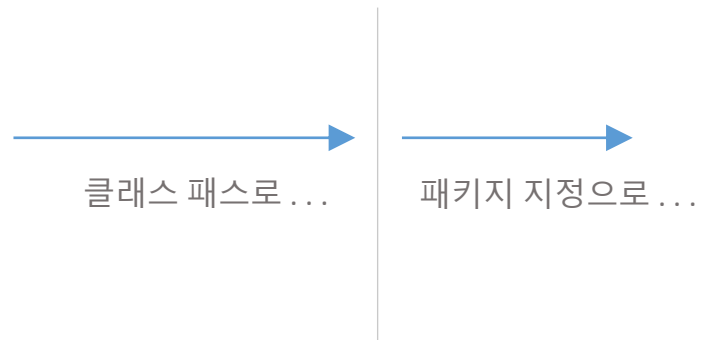 클래스 패스로 . . .
패키지 지정으로 . . .